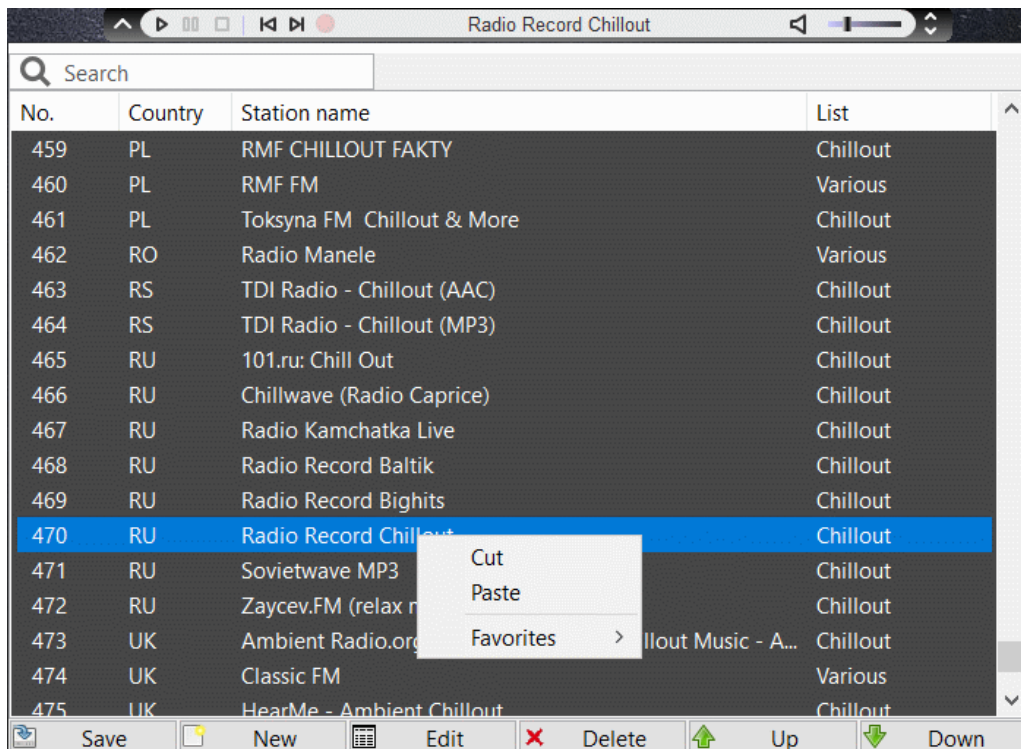 Radio Record Chillout
Search
No. Country Station name List
459 PL RMF CHILLOUT FAKTY Chillout
460 PL RMF FM Various
461 PL Toksyna FM Chillout & More Chillout
462 RO Radio Manele Various
463 RS TDI Radio - Chillout (AAC) Chillout
464 RS TDI Radio - Chillout (MP3) Chillout
465 RU 101.ru: Chill Out Chillout
466 RU Chillwave (Radio Caprice) Chillout
467 RU Radio Kamchatka Live Chillout
468 RU Radio Record Baltik Chillout
469 RU Radio Record Bighits Chillout
470 RU Radio Record Chillout Chillout
Cut
471 RU Sovietwave MP3 Chillout
Paste
472 RU Zaycev.FM (relax Chillout
Favorites
473 UK Ambient Radio.org Music - A... Chillout
474 UK Classic FM Various
475 UK HearMe - Ambient Chillout Chillout
Save New Edit Delete Up Down